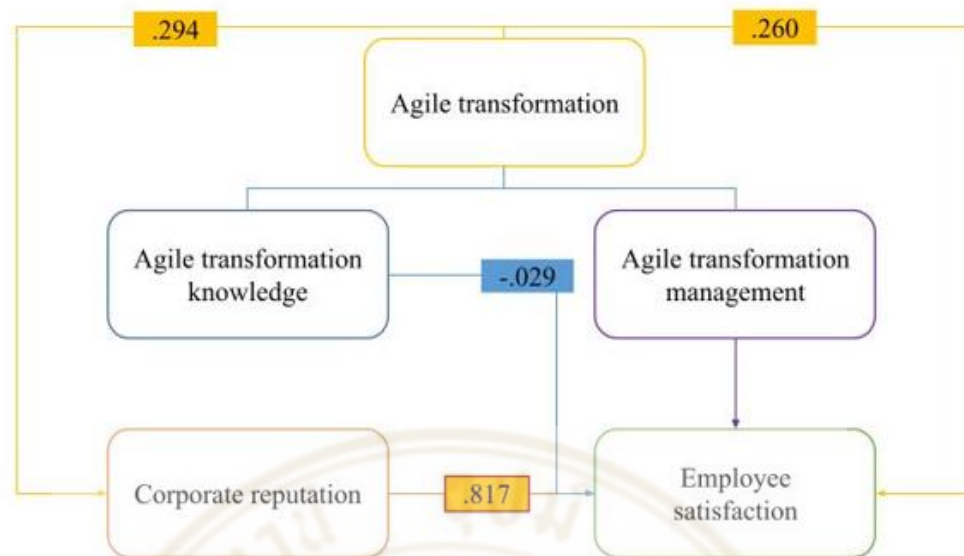 .294
.260
Agile transformation
Agile transformation
knowledge
-.029
Agile transformation
management
Corporate reputation
.817
Employee
satisfaction